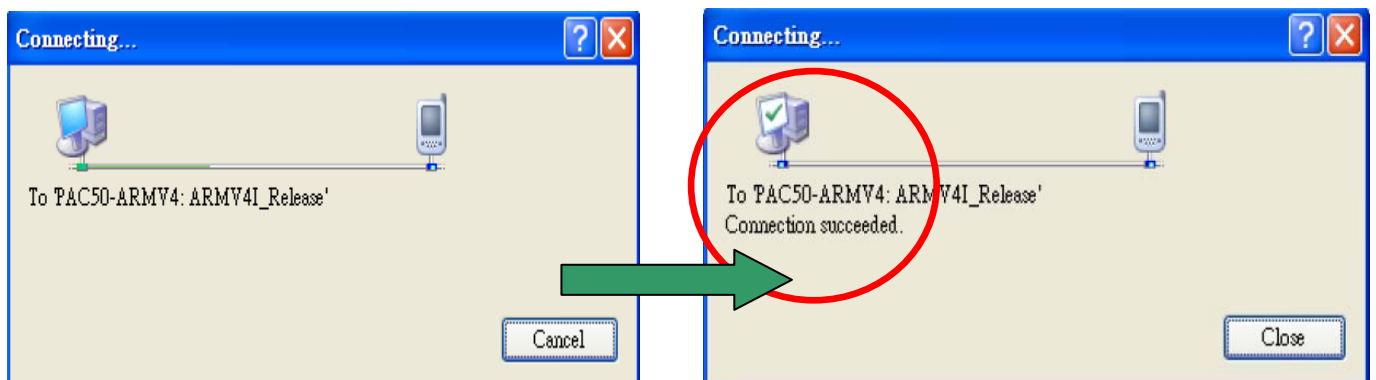 Connecting...
To 'PAC50-ARMV4: ARMV4I_Release'
Cancel
Connecting...
To 'PAC50-ARMV4: ARMV4I_Release'
Connection succeeded.
Close